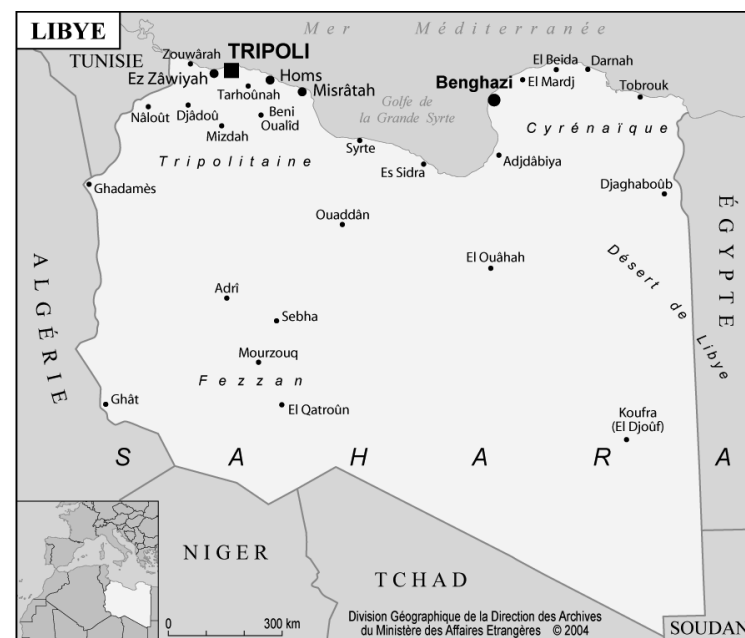 LIBYE
Mer Méditerranée
TUNISIE
Zouwârah
TRIPOLI
Ez Zâwiyah
Homs
Tarhoûnah
Misrâtah
Nâloût
Djâdoû
Beni
Oualîd
Mizdah
Tripolitaine
Golfe de
la Grande Syrte
Benghazi
El Beida
Darnah
El Mardj
Tobrouk
Cyrénaïque
Syrte
Es Sidra
Adjdâbiya
Ghadamès
Djaghaboûb
Ouaddân
El Ouâhah
Désert de Libye
ALGÉRIE
ÉGYPTE
Adrî
Sebha
Mourzouq
Fezzan
Ghât
El Qatroûn
Koufra
(El Djoûf)
SAHARA
NIGER
TCHAD
SOUDAN
0 300 km
Division Géographique de la Direction des Archives
du Ministère des Affaires Etrangères © 2004